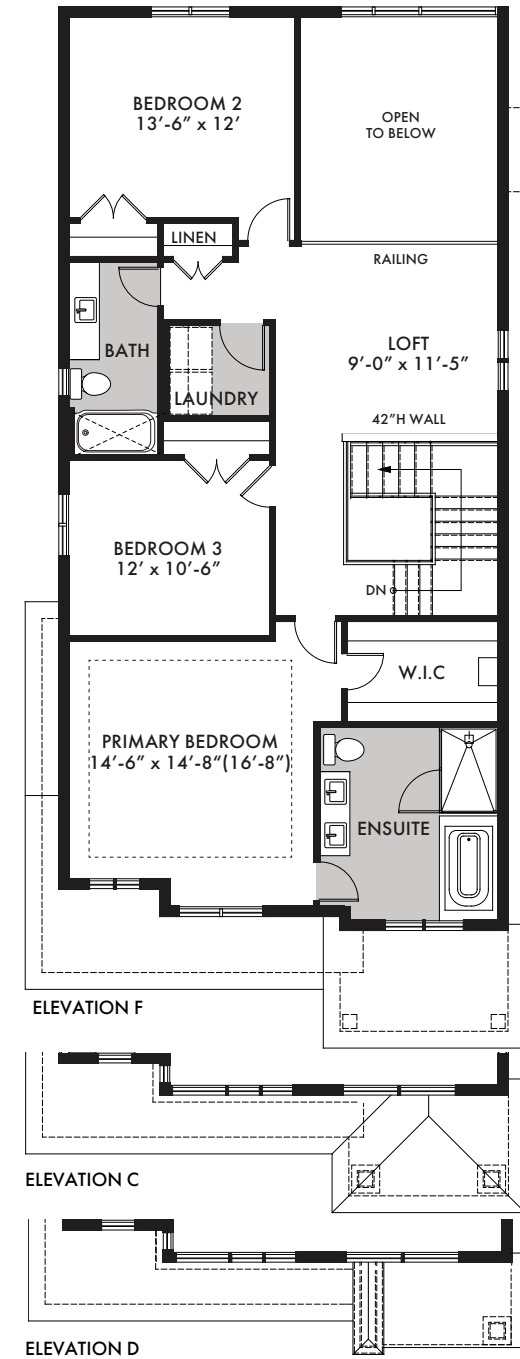 BEDROOM 2
13'-6" x 12'
OPEN
TO BELOW
LINEN
RAILING
BATH
LOFT
9'-0" x 11'-5"
LAUNDRY
42"H WALL
BEDROOM 3
12' x 10'-6"
DN
W.I.C
PRIMARY BEDROOM
14'-6" x 14'-8"(16'-8")
ENSUITE
ELEVATION F
ELEVATION C
ELEVATION D